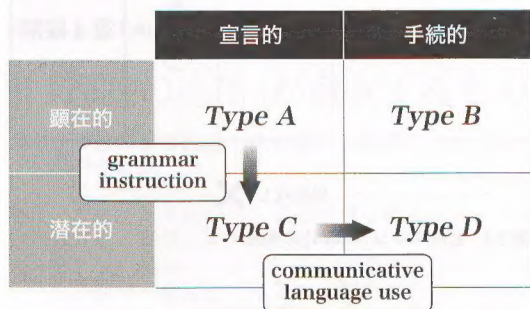 宣言的 手続的
顕在的 Type A Type B
grammar
instruction
潜在的 Type C Type D
communicative
language use